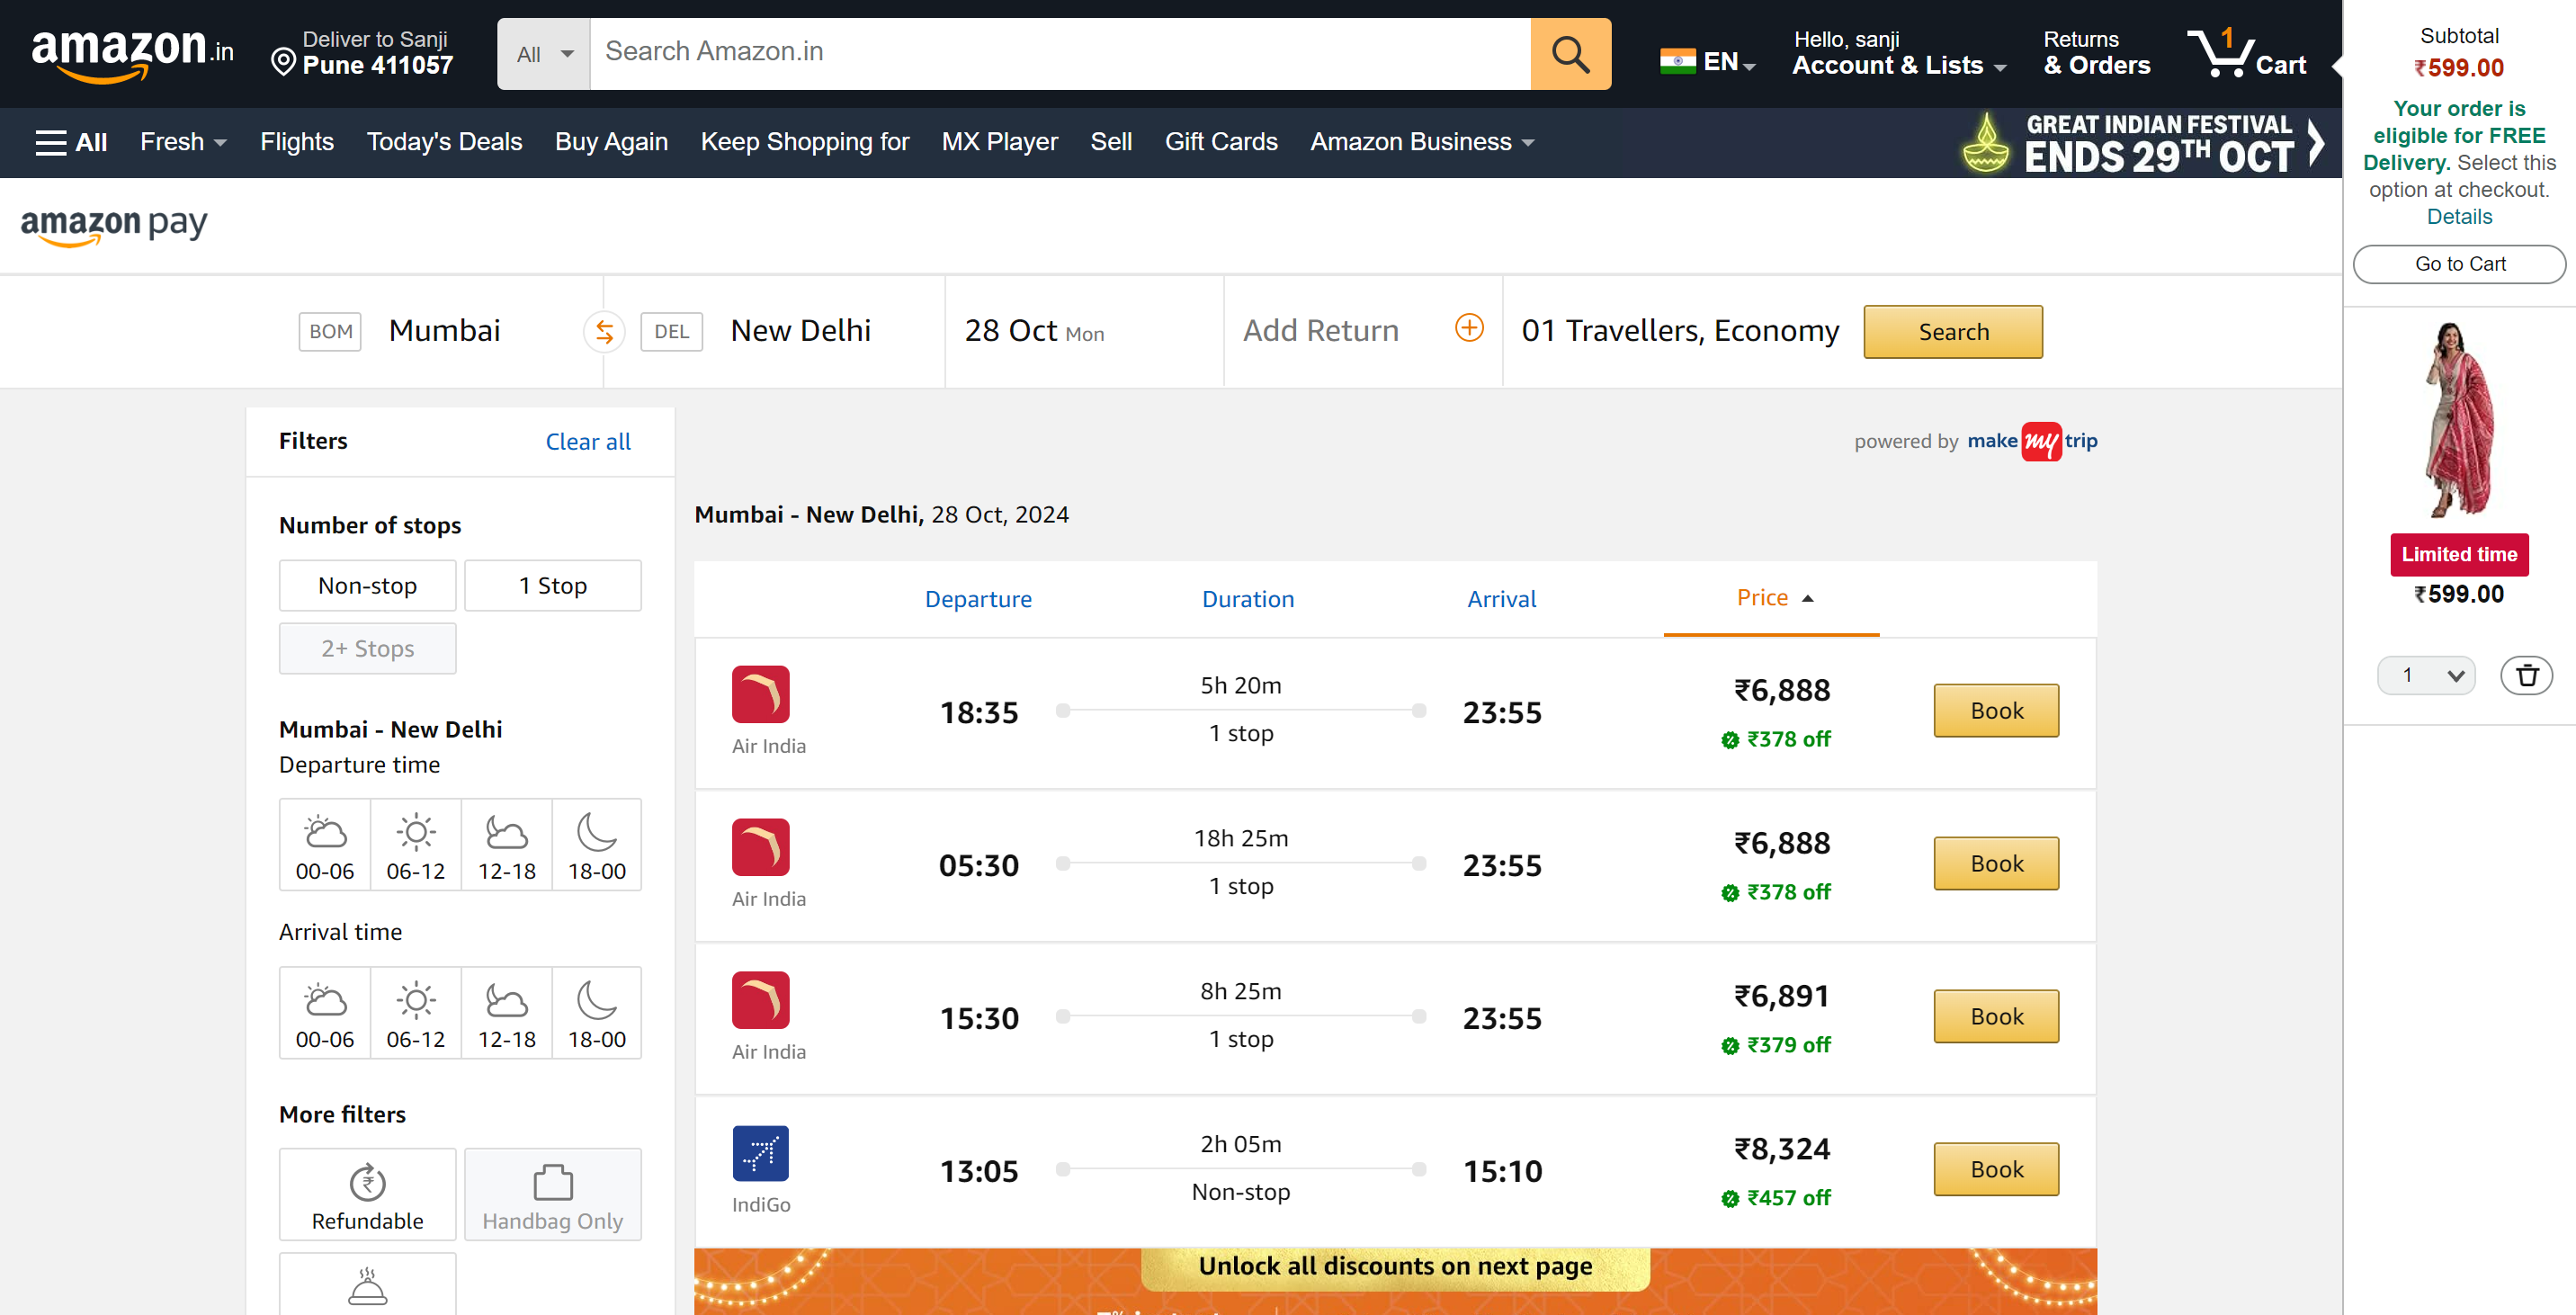 amazon.in
Deliver to Sanji
Pune 411057
All
Search Amazon.in
EN
Hello, sanji
Account & Lists
Returns
& Orders
1
Cart
All
Fresh
Flights
Today's Deals
Buy Again
Keep Shopping for
MX Player
Sell
Gift Cards
Amazon Business
GREAT INDIAN FESTIVAL
ENDS 29TH OCT
Subtotal
₹599.00
Your order is
eligible for FREE
Delivery. Select this
option at checkout.
Details
Go to Cart
Limited time
₹599.00
1
amazon pay
BOM Mumbai
DEL New Delhi
28 Oct Mon
Add Return
01 Travellers, Economy
Search
Filters
Clear all
Number of stops
Non-stop
1 Stop
2+ Stops
Mumbai - New Delhi
Departure time
00-06
06-12
12-18
18-00
Arrival time
00-06
06-12
12-18
18-00
More filters
Refundable
Handbag Only
powered by make my trip
Mumbai - New Delhi, 28 Oct, 2024
Departure
Duration
Arrival
Price
Air India
18:35
5h 20m
1 stop
23:55
₹6,888
₹378 off
Book
Air India
05:30
18h 25m
1 stop
23:55
₹6,888
₹378 off
Book
Air India
15:30
8h 25m
1 stop
23:55
₹6,891
₹379 off
Book
IndiGo
13:05
2h 05m
Non-stop
15:10
₹8,324
₹457 off
Book
Unlock all discounts on next page